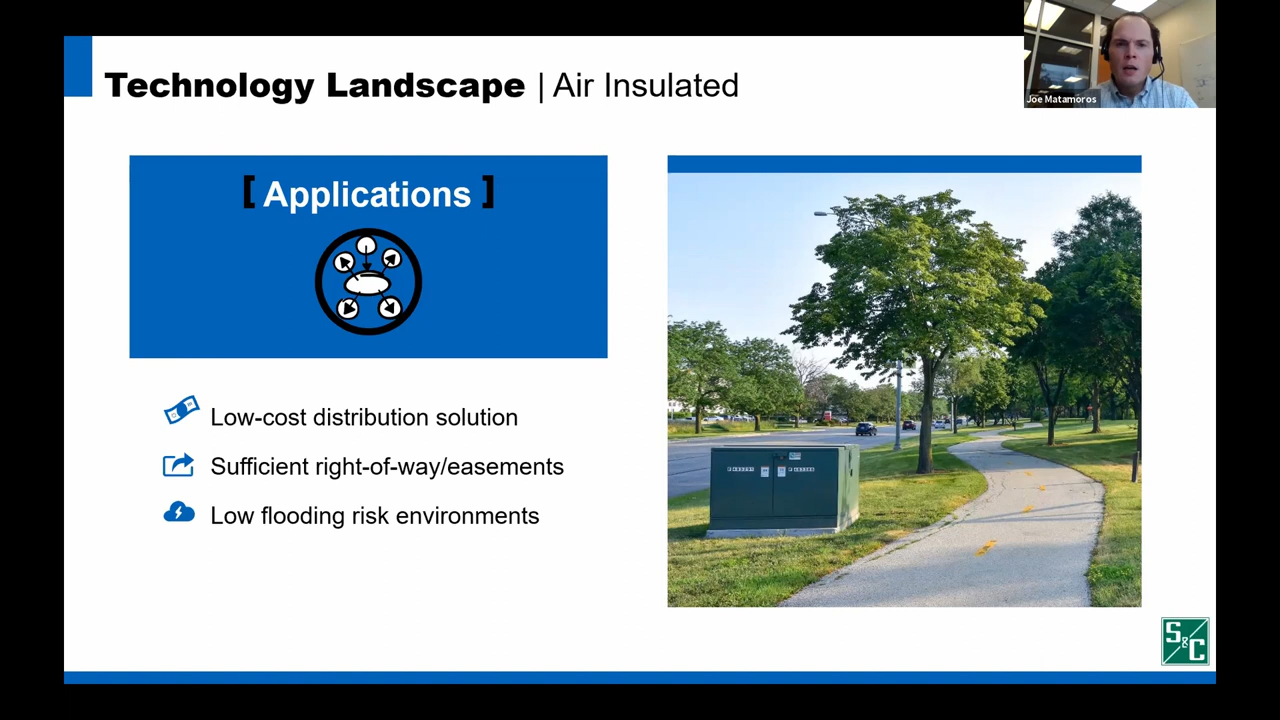 Technology Landscape | Air Insulated
Joe Matamoros
[ Applications ]
Low-cost distribution solution
Sufficient right-of-way/easements
Low flooding risk environments
S&C